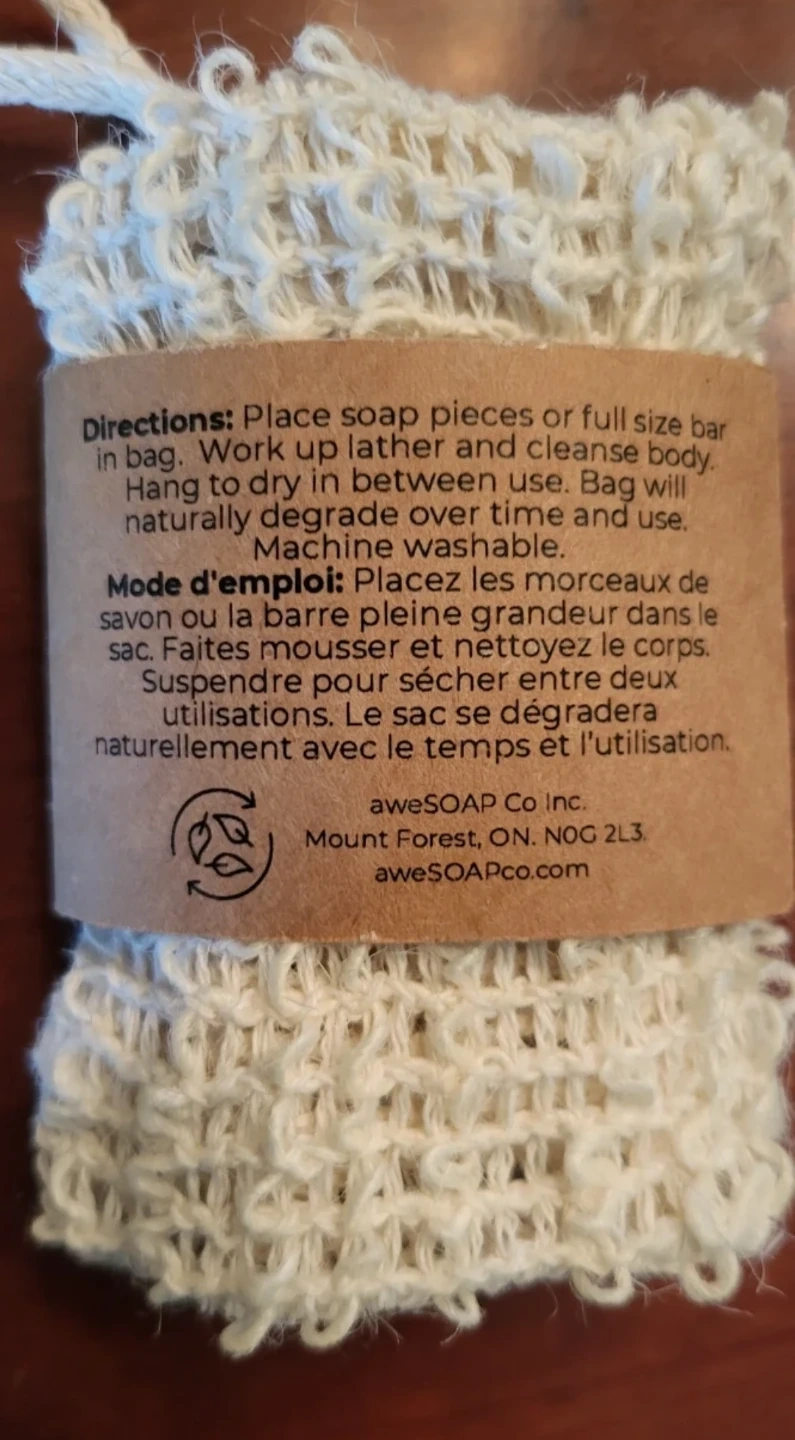 Directions: Place soap pieces or full size bar
in bag. Work up lather and cleanse body.
Hang to dry in between use. Bag will
naturally degrade over time and use.
Machine washable.
Mode d'emploi: Placez les morceaux de
savon ou la barre pleine grandeur dans le
sac. Faites mousser et nettoyez le corps.
Suspendre pour sécher entre deux
utilisations. Le sac se dégradera
naturellement avec le temps et l'utilisation.
aweSOAP Co Inc.
Mount Forest, ON. N0G 2L3.
aweSOAPco.com